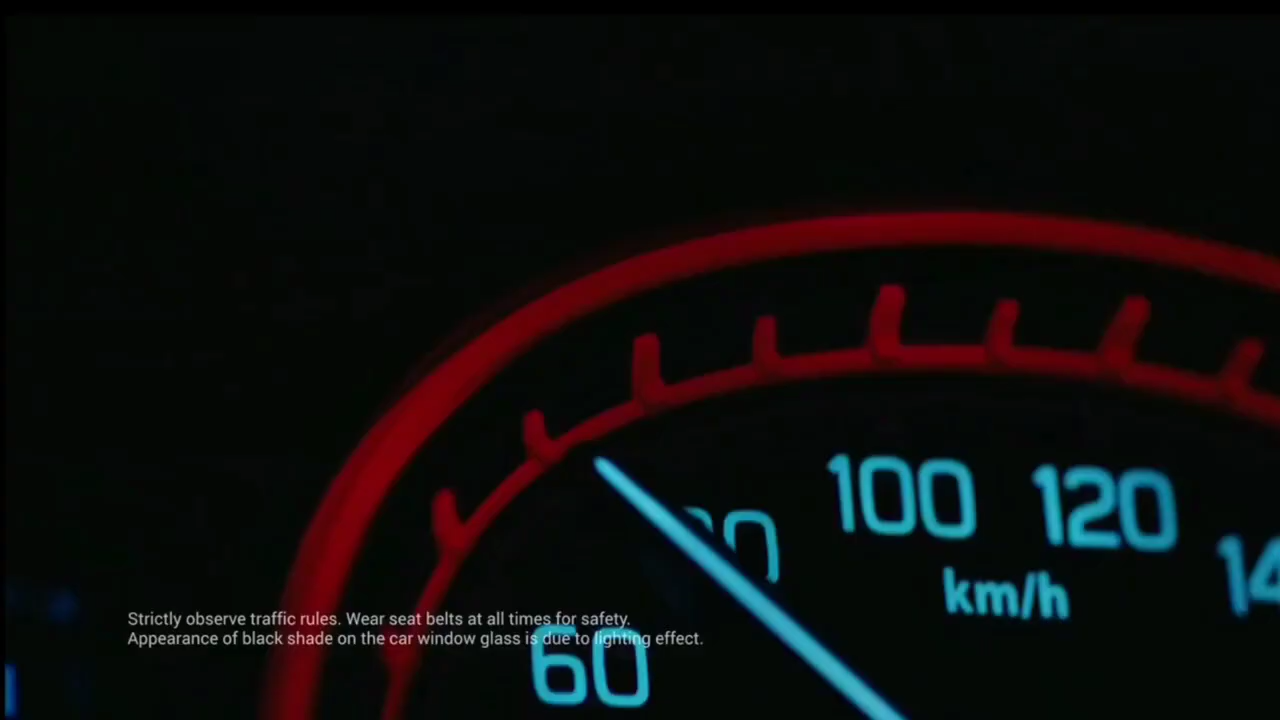 100 120
km/h
Strictly observe traffic rules. Wear seat belts at all times for safety.
Appearance of black shade on the car window glass is due to lighting effect.
60